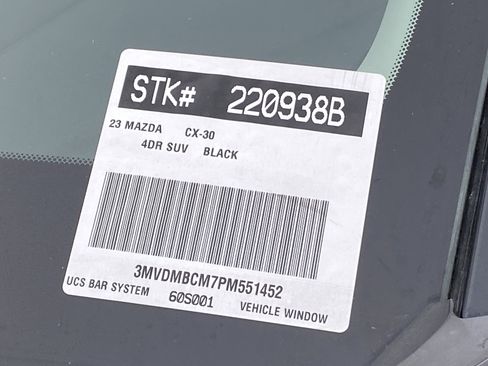 STK# 220938B
23 MAZDA CX-30
4DR SUV BLACK
3MVDMBCM7PM551452
UCS BAR SYSTEM 60S001 VEHICLE WINDOW